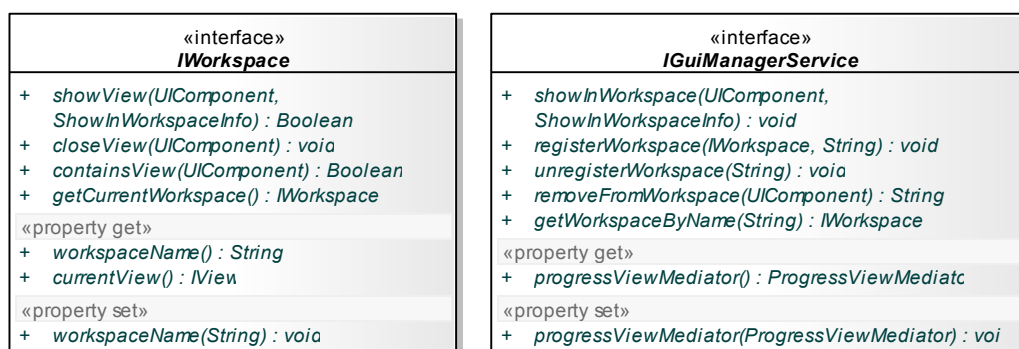 «interface»
IWorkspace
+ showView(UIComponent,
ShowInWorkspaceInfo) : Boolean
+ closeView(UIComponent) : void
+ containsView(UIComponent) : Boolean
+ getCurrentWorkspace() : IWorkspace
«property get»
+ workspaceName() : String
+ currentView() : IView
«property set»
+ workspaceName(String) : void
«interface»
IGuiManagerService
+ showInWorkspace(UIComponent,
ShowInWorkspaceInfo) : void
+ registerWorkspace(IWorkspace, String) : void
+ unregisterWorkspace(String) : void
+ removeFromWorkspace(UIComponent) : String
+ getWorkspaceByName(String) : IWorkspace
«property get»
+ progressViewMediator() : ProgressViewMediato
«property set»
+ progressViewMediator(ProgressViewMediator) : voi